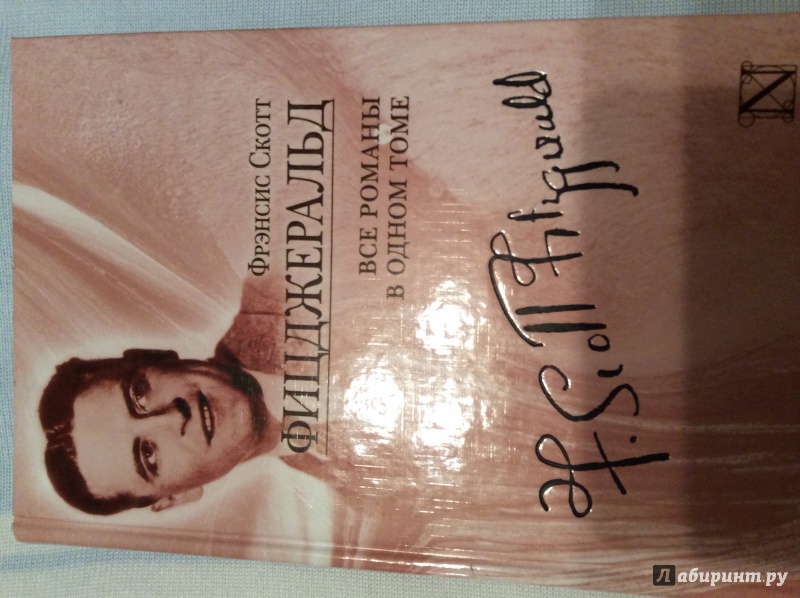 Фрэнсис Скотт
ФИЦДЖЕРАЛЬД
ВСЕ РОМАНЫ
В ОДНОМ ТОМЕ
F. Scott Fitzgerald
N
Лабиринт.ру